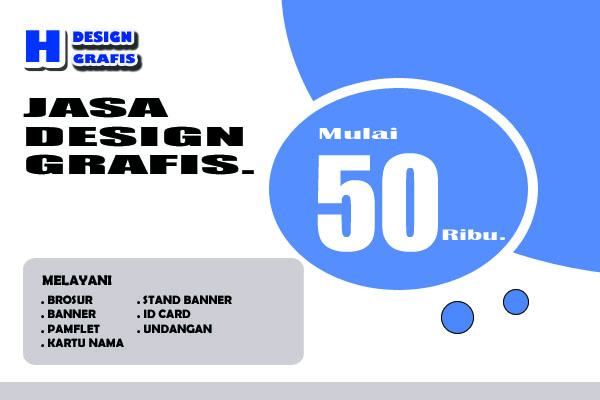 H DESIGN
GRAFIS
JASA
DESIGN
GRAFIS.
Mulai
50
Ribu.
MELAYANI
. BROSUR
. BANNER
. PAMFLET
. KARTU NAMA
. STAND BANNER
. ID CARD
. UNDANGAN